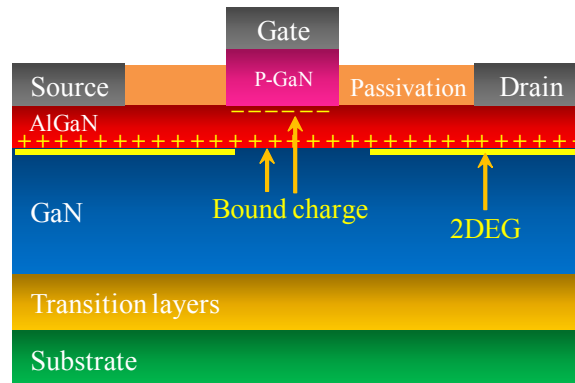 Gate
P-GaN
Source
Passivation
Drain
AlGaN
+ + + + + + + + + + + + + + + + + + + + + + + + + + + + + + + +
GaN
Bound charge
2DEG
Transition layers
Substrate